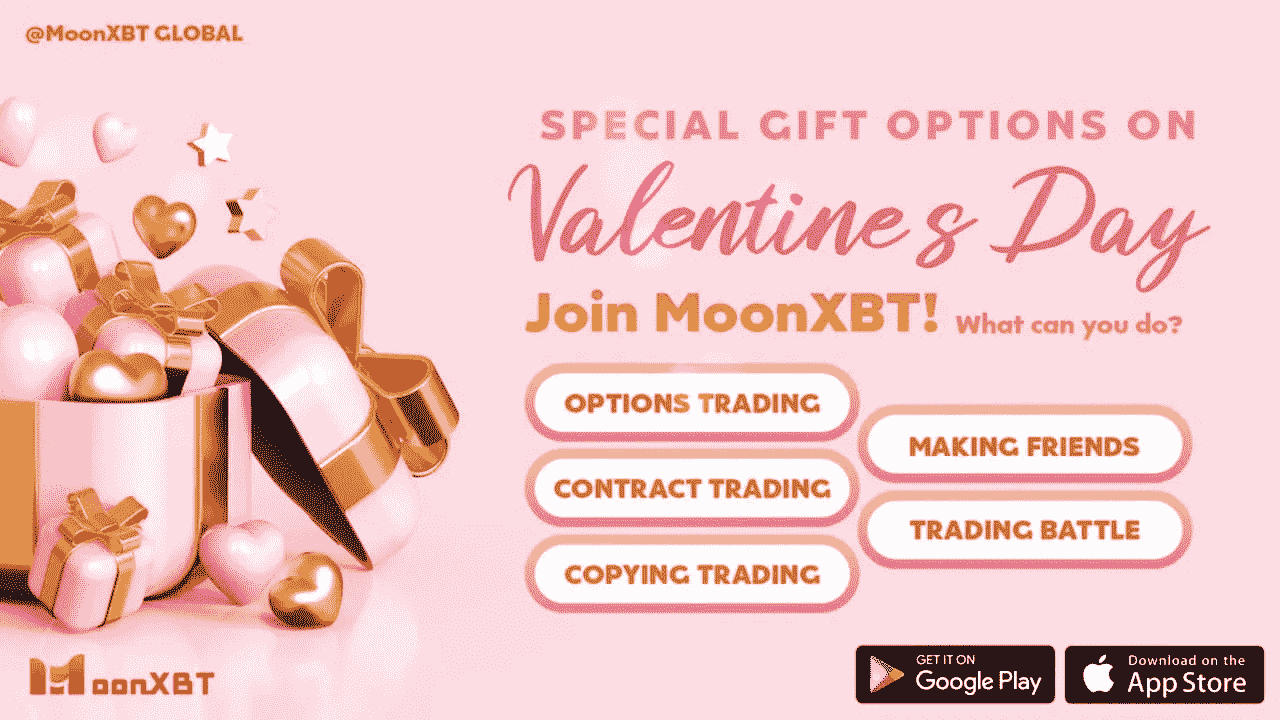 @MoonXBT GLOBAL
SPECIAL GIFT OPTIONS ON
Valentine's Day
Join MoonXBT! What can you do?
OPTIONS TRADING
MAKING FRIENDS
CONTRACT TRADING
TRADING BATTLE
COPYING TRADING
MoonXBT
GET IT ON
Google Play
Download on the
App Store